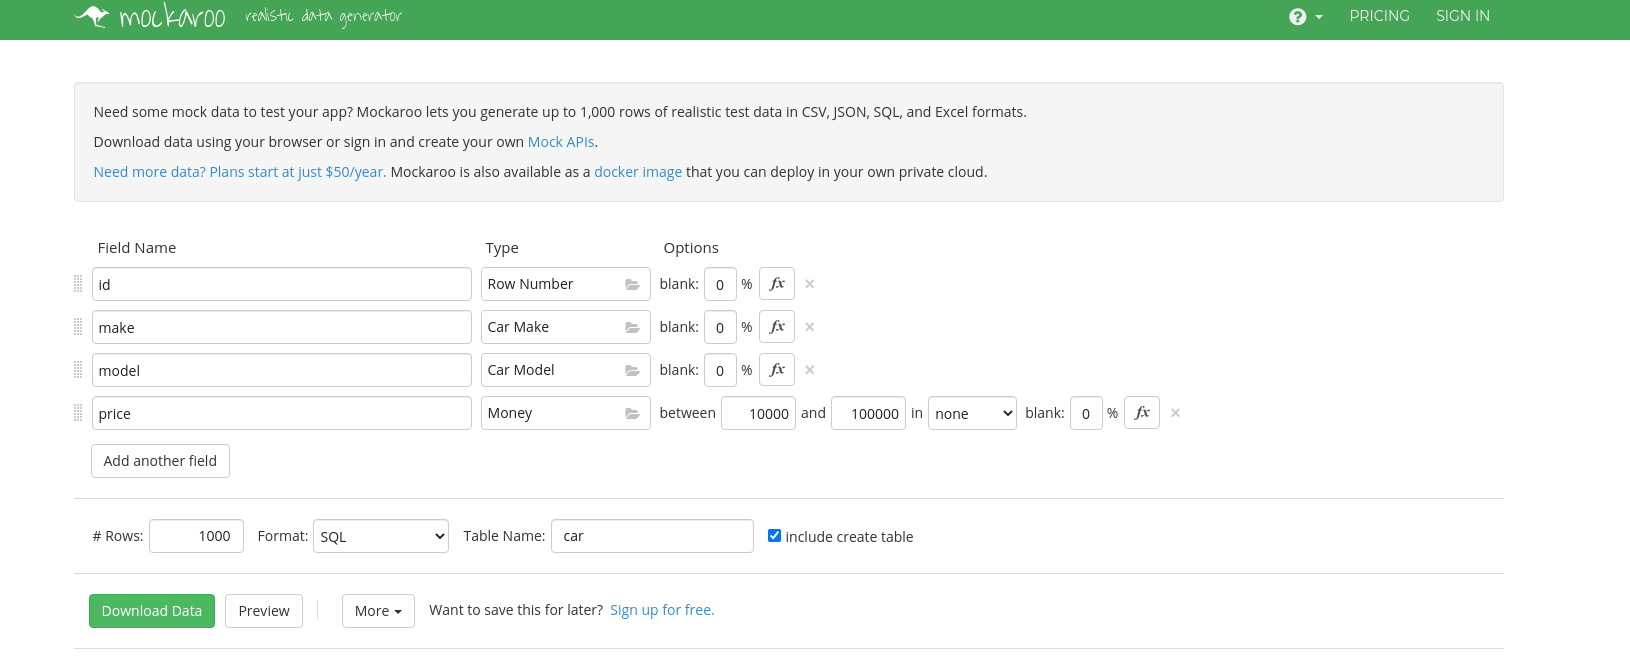 mockaroo realistic data generator ? PRICING SIGN IN
Need some mock data to test your app? Mockaroo lets you generate up to 1,000 rows of realistic test data in CSV, JSON, SQL, and Excel formats.
Download data using your browser or sign in and create your own Mock APIs.
Need more data? Plans start at just $50/year. Mockaroo is also available as a docker image that you can deploy in your own private cloud.
Field Name Type Options
id Row Number blank: 0 % fx ×
make Car Make blank: 0 % fx ×
model Car Model blank: 0 % fx ×
price Money between 10000 and 100000 in none blank: 0 % fx ×
Add another field
# Rows: 1000 Format: SQL Table Name: car include create table
Download Data Preview More Want to save this for later? Sign up for free.